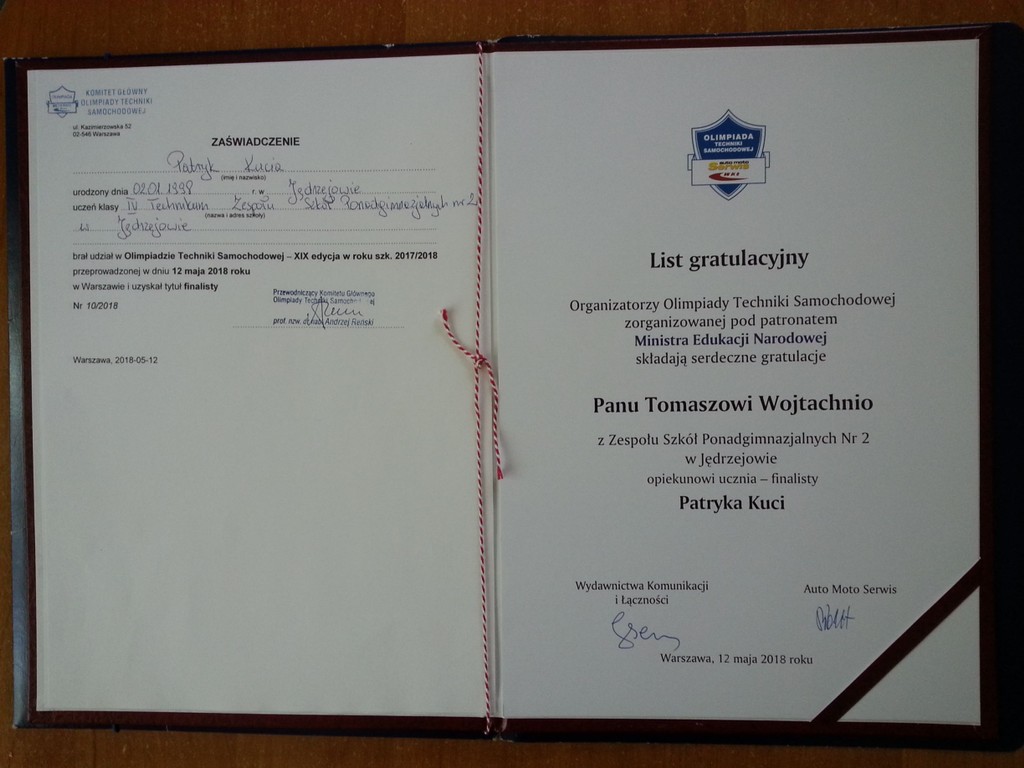 OLIMPIADA
KOMITET GŁÓWNY
OLIMPIADY TECHNIKI
SAMOCHODOWEJ
ul. Kazimierzowska 52
02-546 Warszawa
ZAŚWIADCZENIE
Patryk Kucia
(imię i nazwisko)
urodzony dnia 02.01.1998 r. w Jędrzejowie
uczeń klasy IV Technikum Zespołu Szkół Ponadgimnazjalnych nr 2
(nazwa i adres szkoły)
w Jędrzejowie
brał udział w Olimpiadzie Techniki Samochodowej – XIX edycja w roku szk. 2017/2018
przeprowadzonej w dniu 12 maja 2018 roku
w Warszawie i uzyskał tytuł finalisty
Nr 10/2018
Przewodniczący Komitetu Głównego
Olimpiady Techniki Samochodowej
prof. nzw. dr hab. Andrzej Reński
Warszawa, 2018-05-12
OLIMPIADA
TECHNIKI
SAMOCHODOWEJ
auto moto
Serwis
WKŁ
List gratulacyjny
Organizatorzy Olimpiady Techniki Samochodowej
zorganizowanej pod patronatem
Ministra Edukacji Narodowej
składają serdeczne gratulacje
Panu Tomaszowi Wojtachnio
z Zespołu Szkół Ponadgimnazjalnych Nr 2
w Jędrzejowie
opiekunowi ucznia – finalisty
Patryka Kuci
Wydawnictwa Komunikacji
i Łączności
Auto Moto Serwis
Warszawa, 12 maja 2018 roku